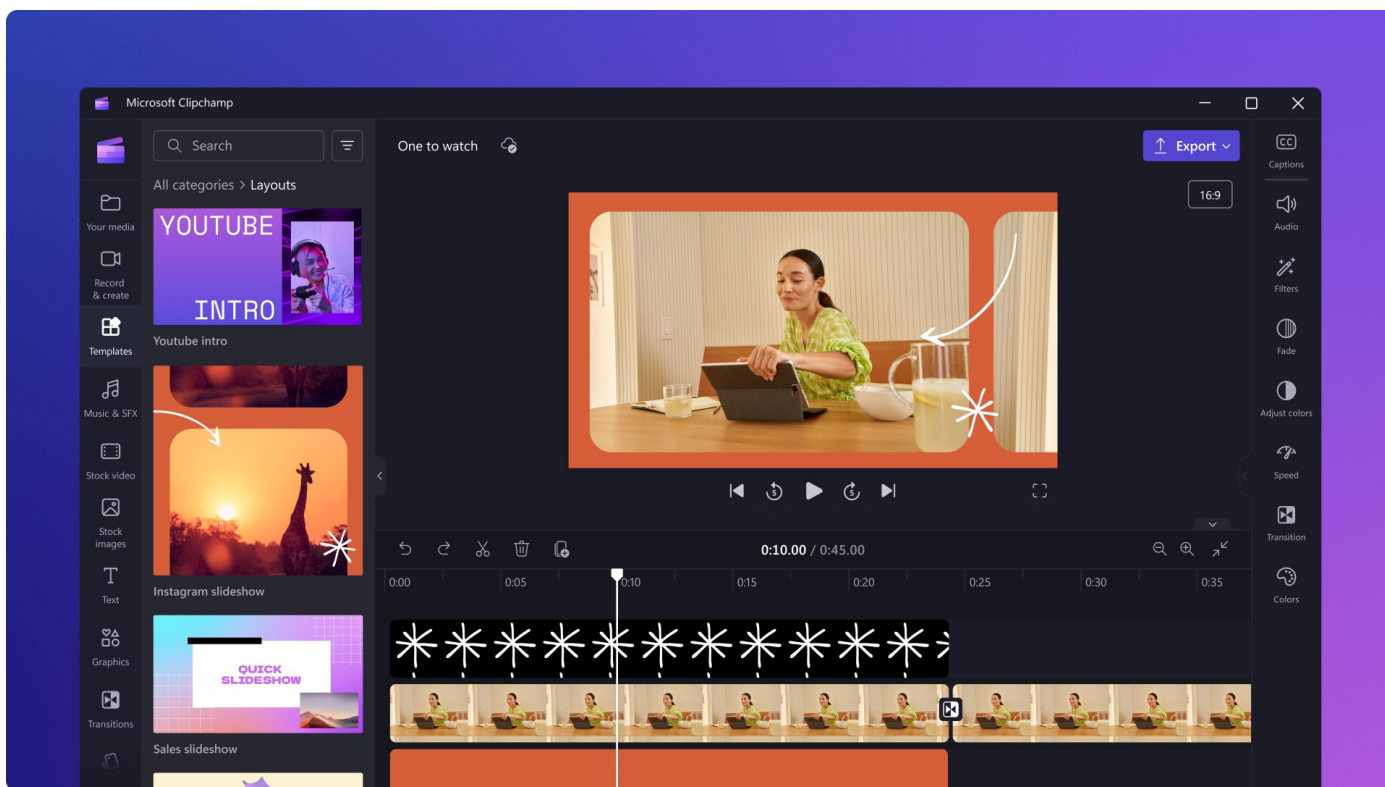 Microsoft Clipchamp
Search
All categories > Layouts
YOUTUBE
INTRO
Youtube intro
Instagram slideshow
QUICK
SLIDESHOW
Sales slideshow
Your media
Record
& create
Templates
Music & SFX
Stock video
Stock
images
Text
Graphics
Transitions
One to watch
Export
16:9
5
5
0:10.00 / 0:45.00
0:00
0:05
0:10
0:15
0:20
0:25
0:30
0:35
CC
Captions
Audio
Filters
Fade
Adjust colors
Speed
Transition
Colors